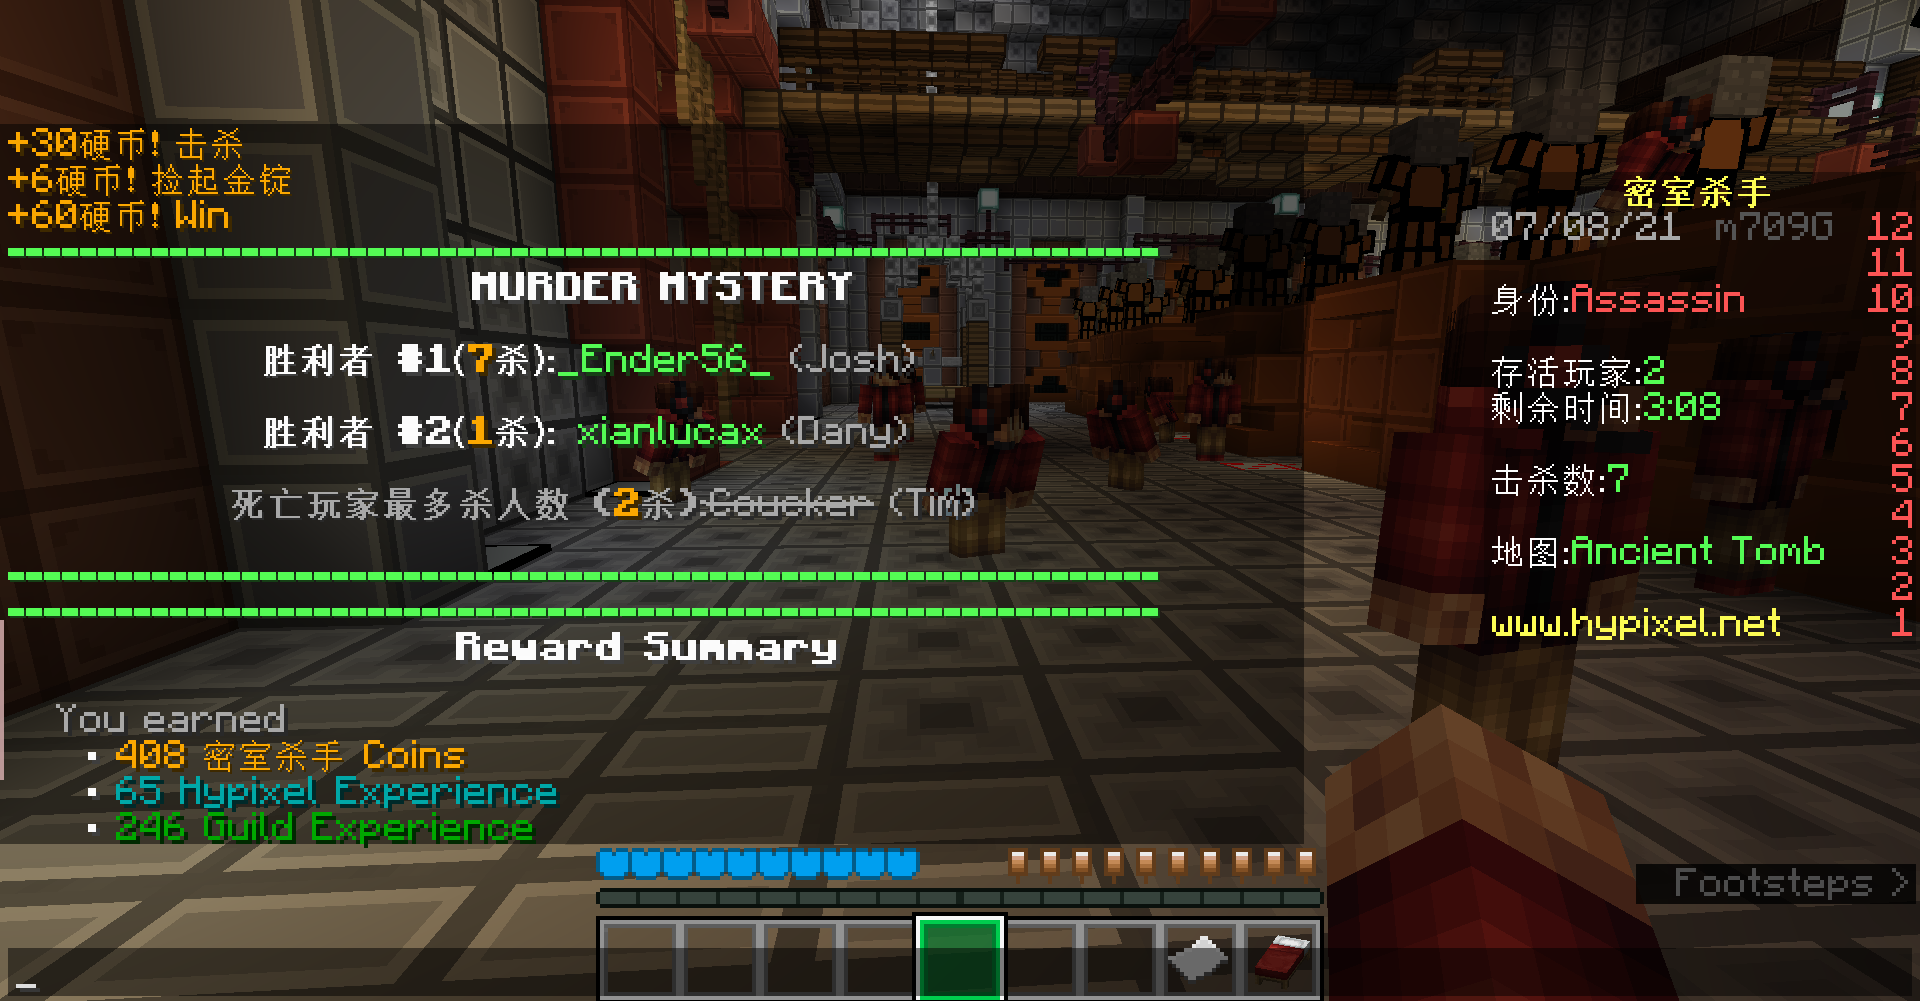 +30硬币! 击杀
+6硬币! 捡起金锭
+60硬币! Win
MURDER MYSTERY
胜利者 #1(7杀):_Ender56_ (Josh)
胜利者 #2(1杀): xianlucax (Dany)
死亡玩家最多杀人数 (2杀):Coucker (Tim)
Reward Summary
You earned
▪ 408 密室杀手 Coins
▪ 65 Hypixel Experience
▪ 246 Guild Experience
_
密室杀手
07/08/21 m709G 12
11
身份:Assassin 10
9
存活玩家:2 8
剩余时间:3:08 7
6
击杀数:7 5
4
地图:Ancient Tomb 3
2
www.hypixel.net 1
Footsteps >